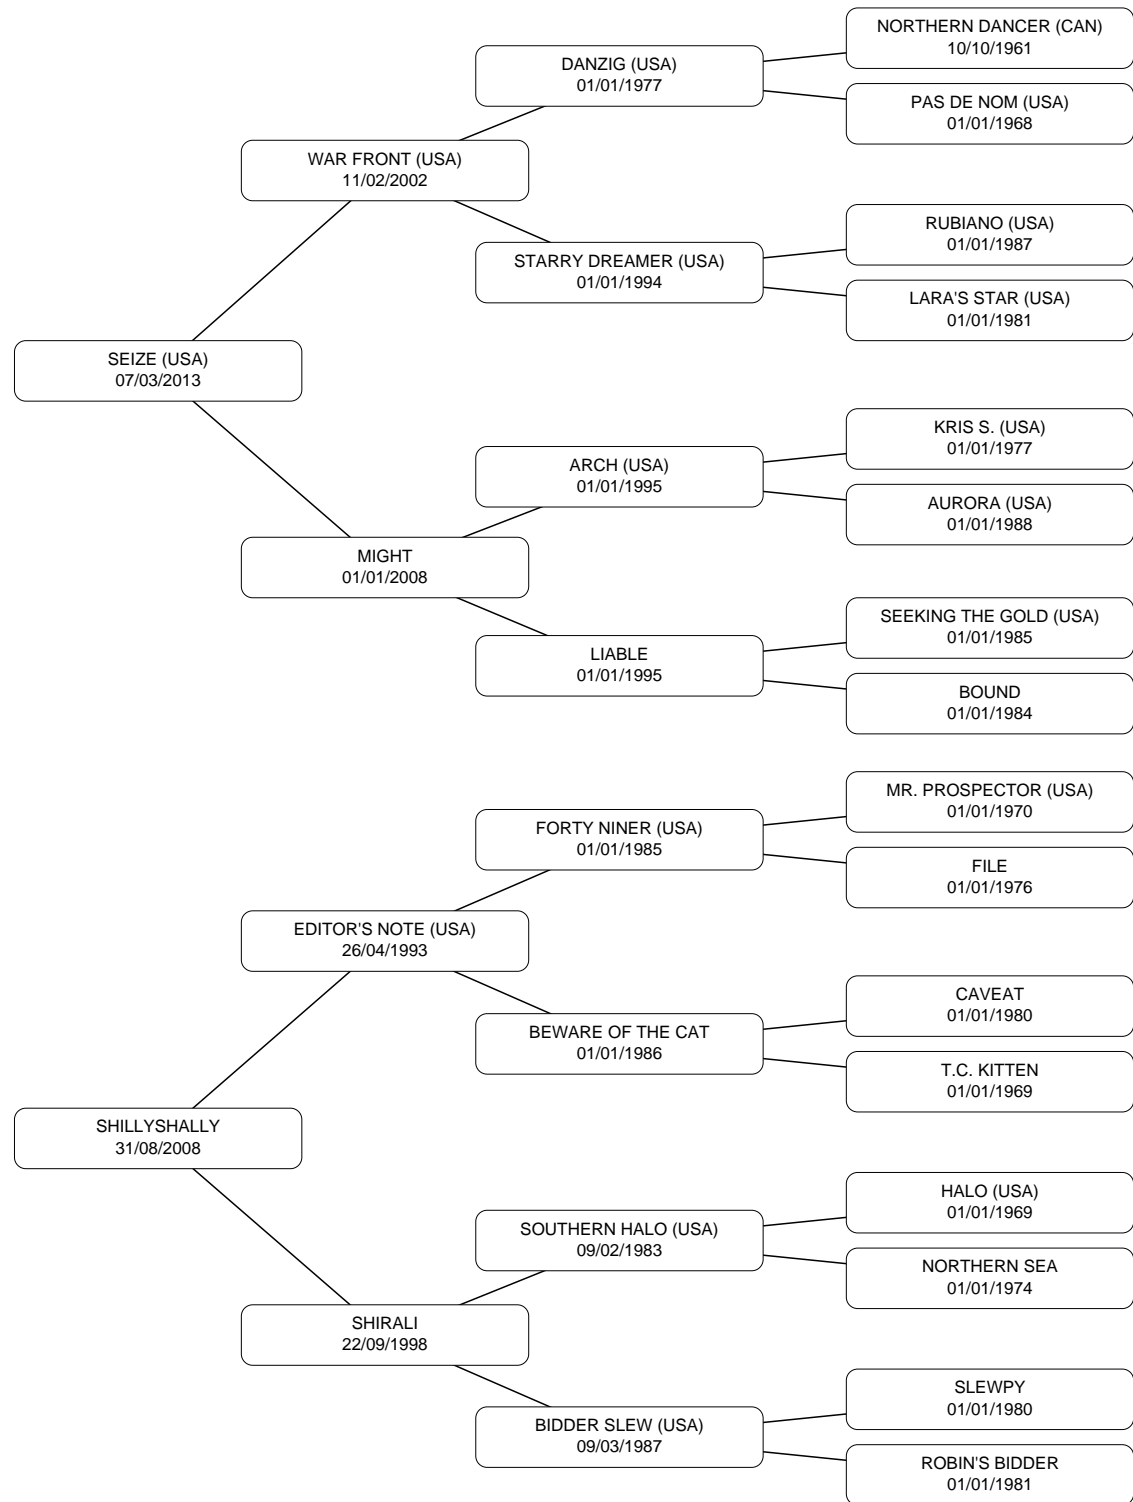 NORTHERN DANCER (CAN)
10/10/1961
DANZIG (USA)
01/01/1977
PAS DE NOM (USA)
01/01/1968
WAR FRONT (USA)
11/02/2002
RUBIANO (USA)
01/01/1987
STARRY DREAMER (USA)
01/01/1994
LARA'S STAR (USA)
01/01/1981
SEIZE (USA)
07/03/2013
KRIS S. (USA)
01/01/1977
ARCH (USA)
01/01/1995
AURORA (USA)
01/01/1988
MIGHT
01/01/2008
SEEKING THE GOLD (USA)
01/01/1985
LIABLE
01/01/1995
BOUND
01/01/1984
MR. PROSPECTOR (USA)
01/01/1970
FORTY NINER (USA)
01/01/1985
FILE
01/01/1976
EDITOR'S NOTE (USA)
26/04/1993
CAVEAT
01/01/1980
BEWARE OF THE CAT
01/01/1986
T.C. KITTEN
01/01/1969
SHILLYSHALLY
31/08/2008
HALO (USA)
01/01/1969
SOUTHERN HALO (USA)
09/02/1983
NORTHERN SEA
01/01/1974
SHIRALI
22/09/1998
SLEWPY
01/01/1980
BIDDER SLEW (USA)
09/03/1987
ROBIN'S BIDDER
01/01/1981